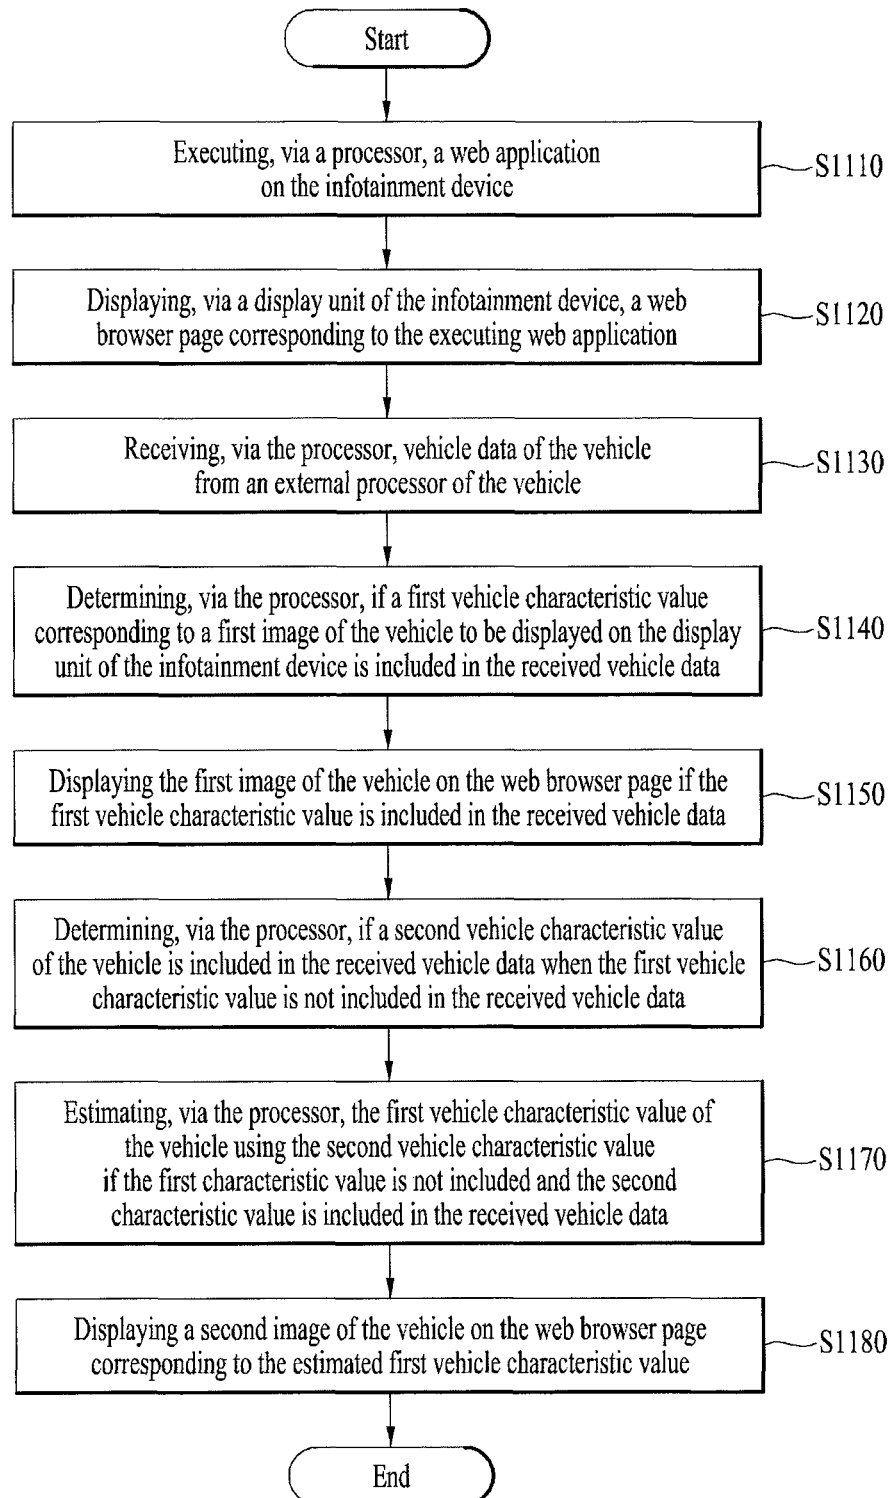 Start
Executing, via a processor, a web application
on the infotainment device
S1110
Displaying, via a display unit of the infotainment device, a web
browser page corresponding to the executing web application
S1120
Receiving, via the processor, vehicle data of the vehicle
from an external processor of the vehicle
S1130
Determining, via the processor, if a first vehicle characteristic value
corresponding to a first image of the vehicle to be displayed on the display
unit of the infotainment device is included in the received vehicle data
S1140
Displaying the first image of the vehicle on the web browser page if the
first vehicle characteristic value is included in the received vehicle data
S1150
Determining, via the processor, if a second vehicle characteristic value
of the vehicle is included in the received vehicle data when the first vehicle
characteristic value is not included in the received vehicle data
S1160
Estimating, via the processor, the first vehicle characteristic value of
the vehicle using the second vehicle characteristic value
if the first characteristic value is not included and the second
characteristic value is included in the received vehicle data
S1170
Displaying a second image of the vehicle on the web browser page
corresponding to the estimated first vehicle characteristic value
S1180
End